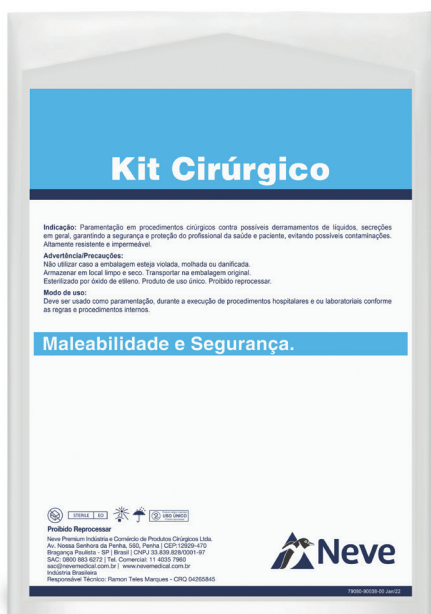 Kit Cirúrgico
Indicação: Paramentação em procedimentos cirúrgicos contra possíveis derramamentos de líquidos, secreções
em geral, garantindo a segurança e proteção do profissional da saúde e paciente, evitando possíveis contaminações.
Altamente resistente e impermeável.
Advertência/Precauções:
Não utilizar caso a embalagem esteja violada, molhada ou danificada.
Armazenar em local limpo e seco. Transportar na embalagem original.
Esterilizado por óxido de etileno. Produto de uso único. Proibido reprocessar.
Modo de uso:
Deve ser usado como paramentação, durante a execução de procedimentos hospitalares e ou laboratoriais conforme
as regras e procedimentos internos.
Maleabilidade e Segurança.
STERILE EO USO ÚNICO
Proibido Reprocessar
Neve Premium Indústria e Comércio de Produtos Cirúrgicos Ltda.
Av. Nossa Senhora da Penha, 560, Penha | CEP:12929-470
Bragança Paulista - SP | Brasil | CNPJ 33.839.828/0001-97
SAC: 0800 883 6272 | Tel. Comercial: 11 4035 7960
sac@nevemedical.com.br | www.nevemedical.com.br
Indústria Brasileira
Responsável Técnico: Ramon Teles Marques - CRQ 04265845
Neve
79080-90038-00 Jan/22